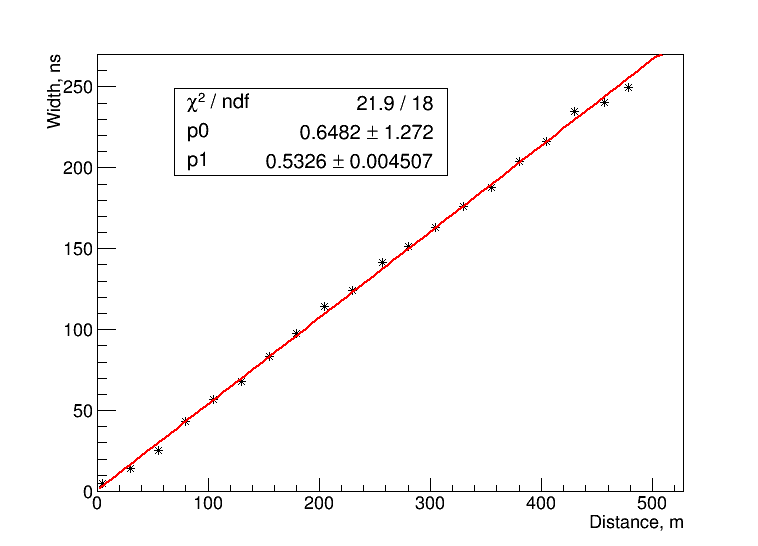 Width, ns
250
200
150
100
50
0
χ² / ndf 21.9 / 18
p0 0.6482 ± 1.272
p1 0.5326 ± 0.004507
0 100 200 300 400 500
Distance, m